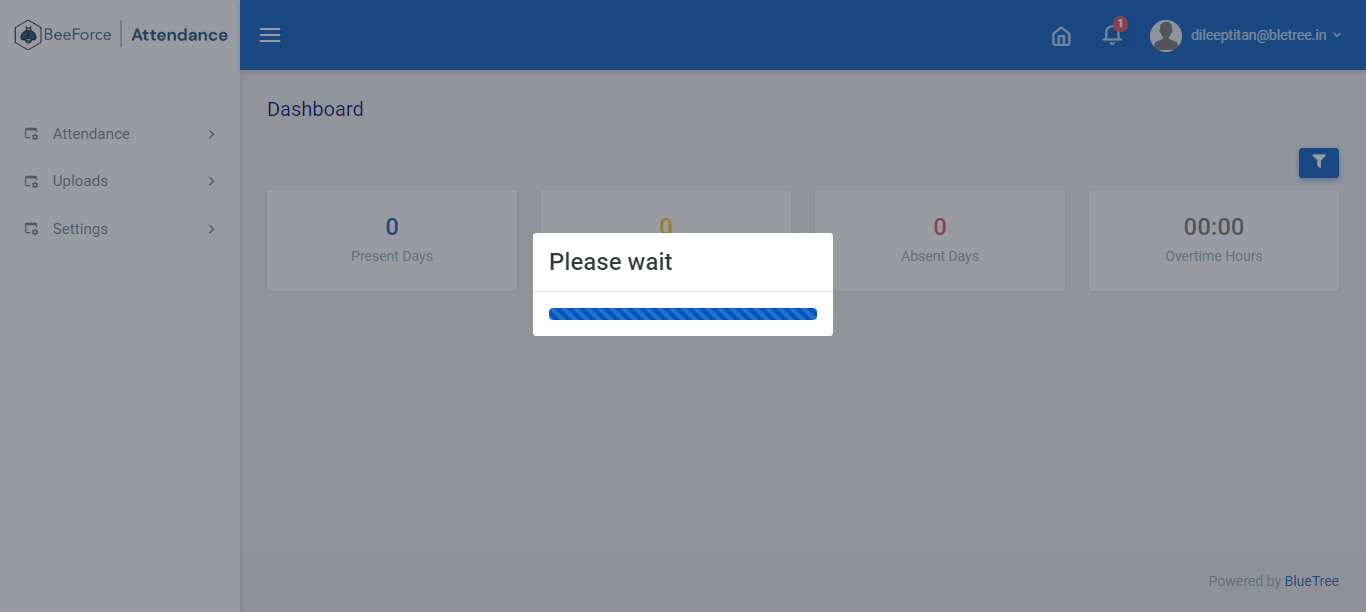 BeeForce | Attendance
1
dileeptitan@bletree.in
Dashboard
Attendance
Uploads
Settings
0
Present Days
0
0
Absent Days
00:00
Overtime Hours
Please wait
Powered by BlueTree